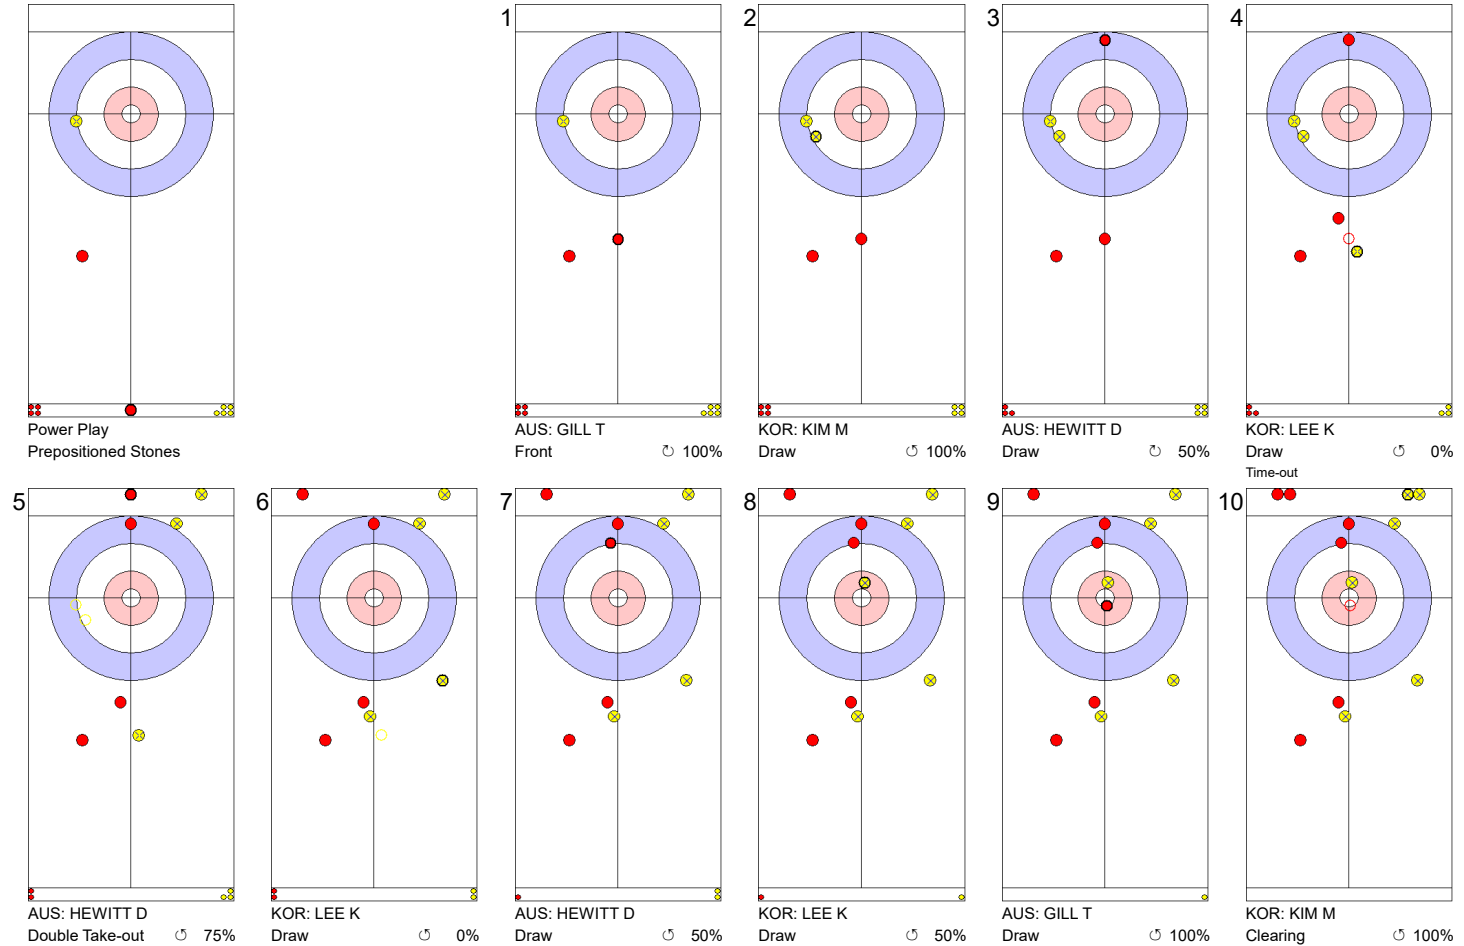 1
2
3
4
Power Play
Prepositioned Stones
AUS: GILL T
Front ↻ 100%
KOR: KIM M
Draw ↺ 100%
AUS: HEWITT D
Draw ↻ 50%
KOR: LEE K
Draw ↺ 0%
Time-out
5
6
7
8
9
10
AUS: HEWITT D
Double Take-out ↺ 75%
KOR: LEE K
Draw ↺ 0%
AUS: HEWITT D
Draw ↺ 50%
KOR: LEE K
Draw ↺ 50%
AUS: GILL T
Draw ↺ 100%
KOR: KIM M
Clearing ↺ 100%